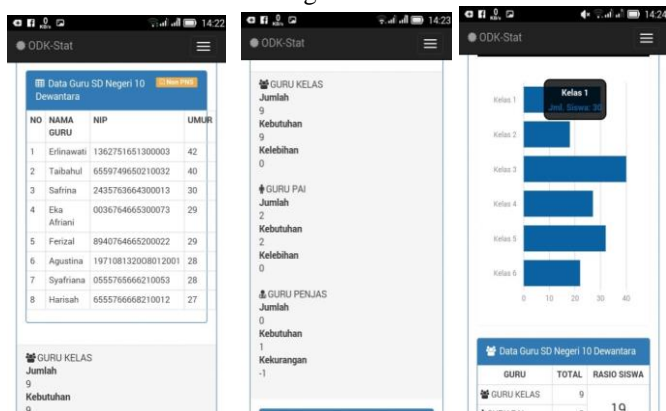 14:22
ODK-Stat
Data Guru SD Negeri 10 Dewantara
Non PNS
NO NAMA GURU NIP UMUR
1 Erlinawati 1362751651300003 42
2 Taibahul 6559749650210032 40
3 Safrina 2435763664300013 30
4 Eka Afriani 0036764665300073 29
5 Ferizal 8940764665200022 29
6 Agustina 197108132008012001 28
7 Syafriana 0555765666210053 28
8 Harisah 6555766668210012 27
GURU KELAS
Jumlah
9
Kebutuhan
9
14:23
ODK-Stat
GURU KELAS
Jumlah
9
Kebutuhan
9
Kelebihan
0
GURU PAI
Jumlah
2
Kebutuhan
2
Kelebihan
0
GURU PENJAS
Jumlah
0
Kebutuhan
1
Kekurangan
-1
14:24
ODK-Stat
Kelas 1
Kelas 1
Jml. Siswa: 30
Kelas 2
Kelas 3
Kelas 4
Kelas 5
Kelas 6
0 10 20 30 40
Data Guru SD Negeri 10 Dewantara
GURU TOTAL RASIO SISWA
GURU KELAS 9
19